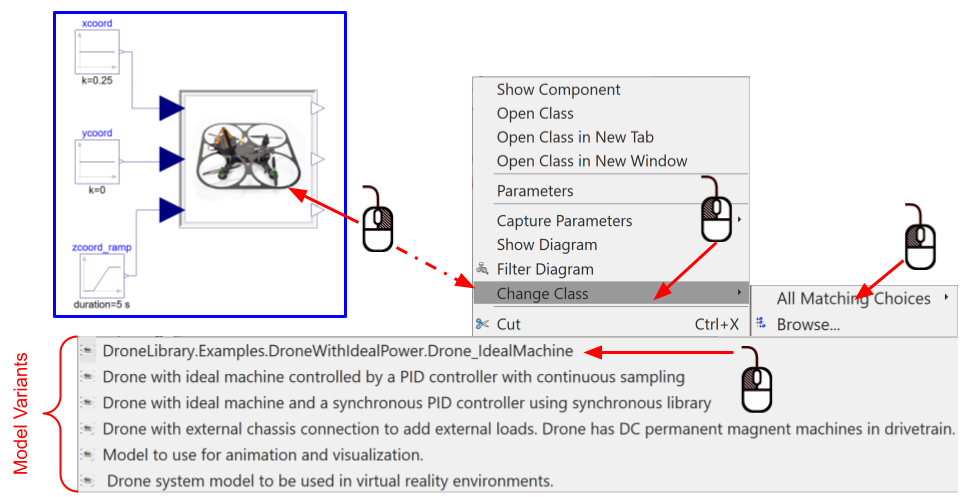 xcoord
k=0.25
ycoord
k=0
zcoord_ramp
duration=5 s
Show Component
Open Class
Open Class in New Tab
Open Class in New Window
Parameters
Capture Parameters
Show Diagram
Filter Diagram
Change Class
Cut Ctrl+X
All Matching Choices
Browse...
Model Variants
DroneLibrary.Examples.DroneWithIdealPower.Drone_IdealMachine
Drone with ideal machine controlled by a PID controller with continuous sampling
Drone with ideal machine and a synchronous PID controller using synchronous library
Drone with external chassis connection to add external loads. Drone has DC permanent magnent machines in drivetrain.
Model to use for animation and visualization.
Drone system model to be used in virtual reality environments.